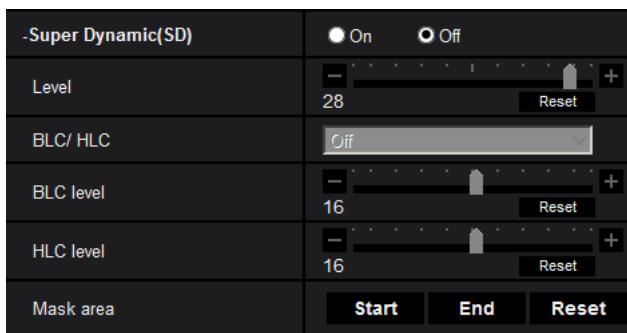 -Super Dynamic(SD) On Off
Level - +
28 Reset
BLC/ HLC Off
BLC level - +
16 Reset
HLC level - +
16 Reset
Mask area Start End Reset